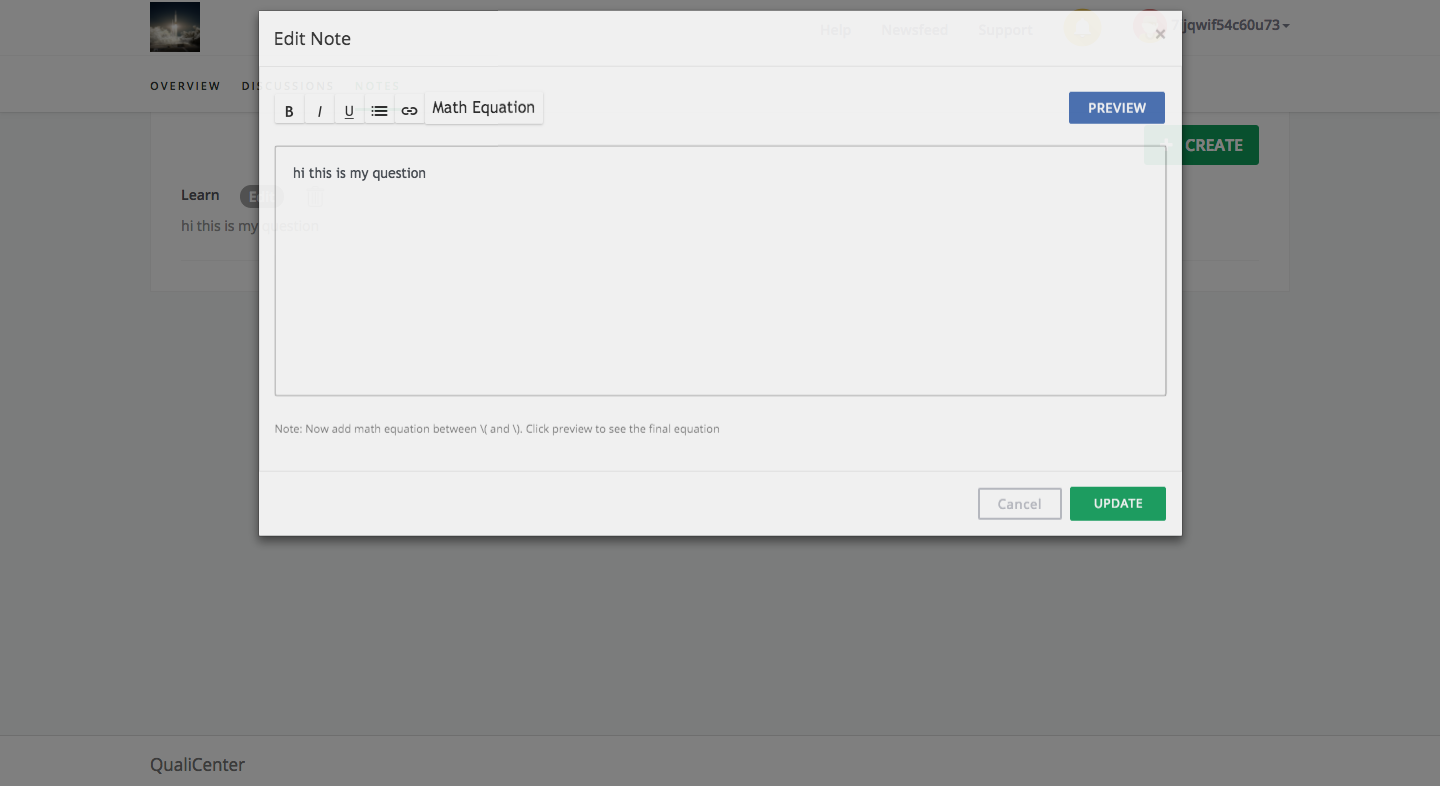 Edit Note
×
Help Newsfeed Support jqwif54c60u73
OVERVIEW DISCUSSIONS NOTES
B I U Math Equation
PREVIEW
CREATE
hi this is my question
Learn
hi this is my question
Note: Now add math equation between \( and \). Click preview to see the final equation
Cancel UPDATE
QualiCenter